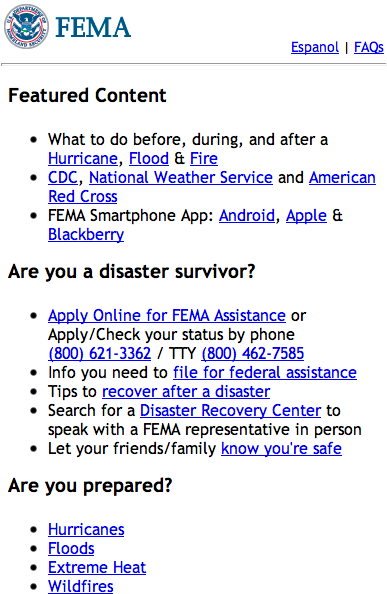 FEMA
Espanol | FAQs
Featured Content
• What to do before, during, and after a
Hurricane, Flood & Fire
• CDC, National Weather Service and American
Red Cross
• FEMA Smartphone App: Android, Apple &
Blackberry
Are you a disaster survivor?
• Apply Online for FEMA Assistance or
Apply/Check your status by phone
(800) 621-3362 / TTY (800) 462-7585
• Info you need to file for federal assistance
• Tips to recover after a disaster
• Search for a Disaster Recovery Center to
speak with a FEMA representative in person
• Let your friends/family know you're safe
Are you prepared?
• Hurricanes
• Floods
• Extreme Heat
• Wildfires